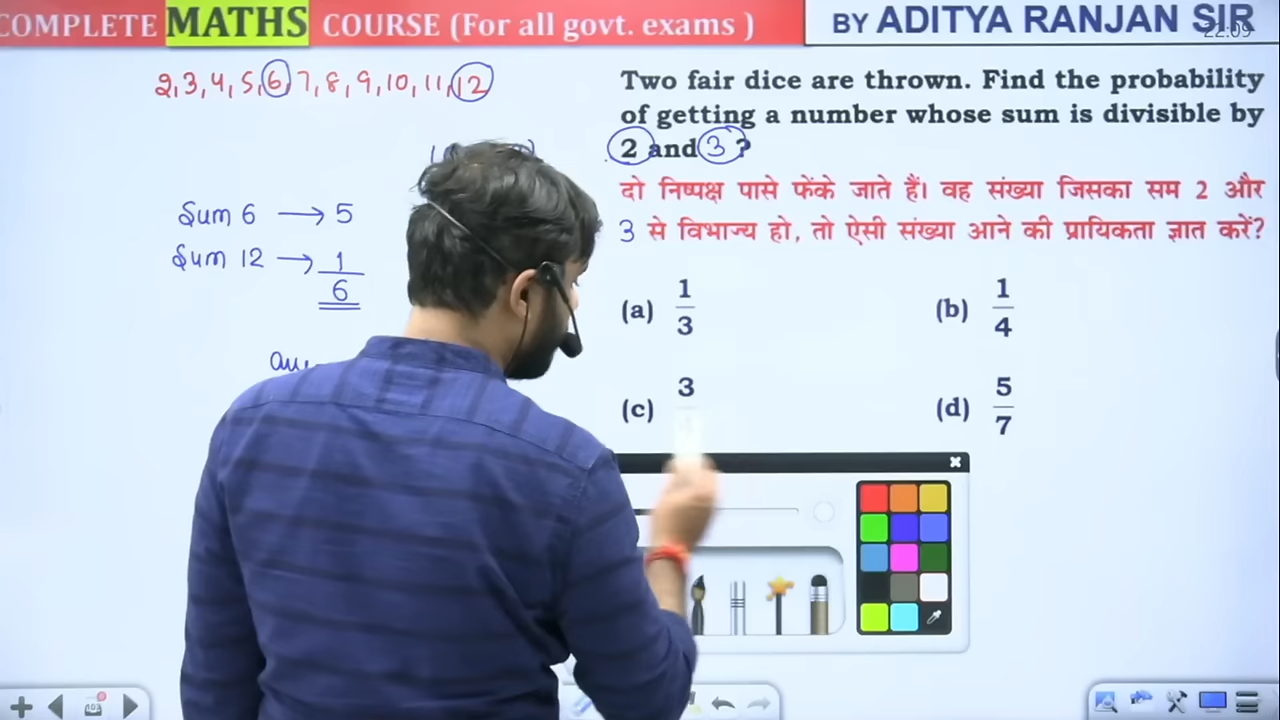 COMPLETE MATHS COURSE (For all govt. exams )
BY ADITYA RANJAN SIR
22:09
2,3,4,5,6,7,8,9,10,11,12
Sum 6 → 5
Sum 12 → 1
6
Two fair dice are thrown. Find the probability
of getting a number whose sum is divisible by
2 and 3 ?
दो निष्पक्ष पासे फेंके जाते हैं। वह संख्या जिसका सम 2 और
3 से विभाज्य हो, तो ऐसी संख्या आने की प्रायिकता ज्ञात करें?
(a) 1/3
(b) 1/4
(c) 3
(d) 5/7